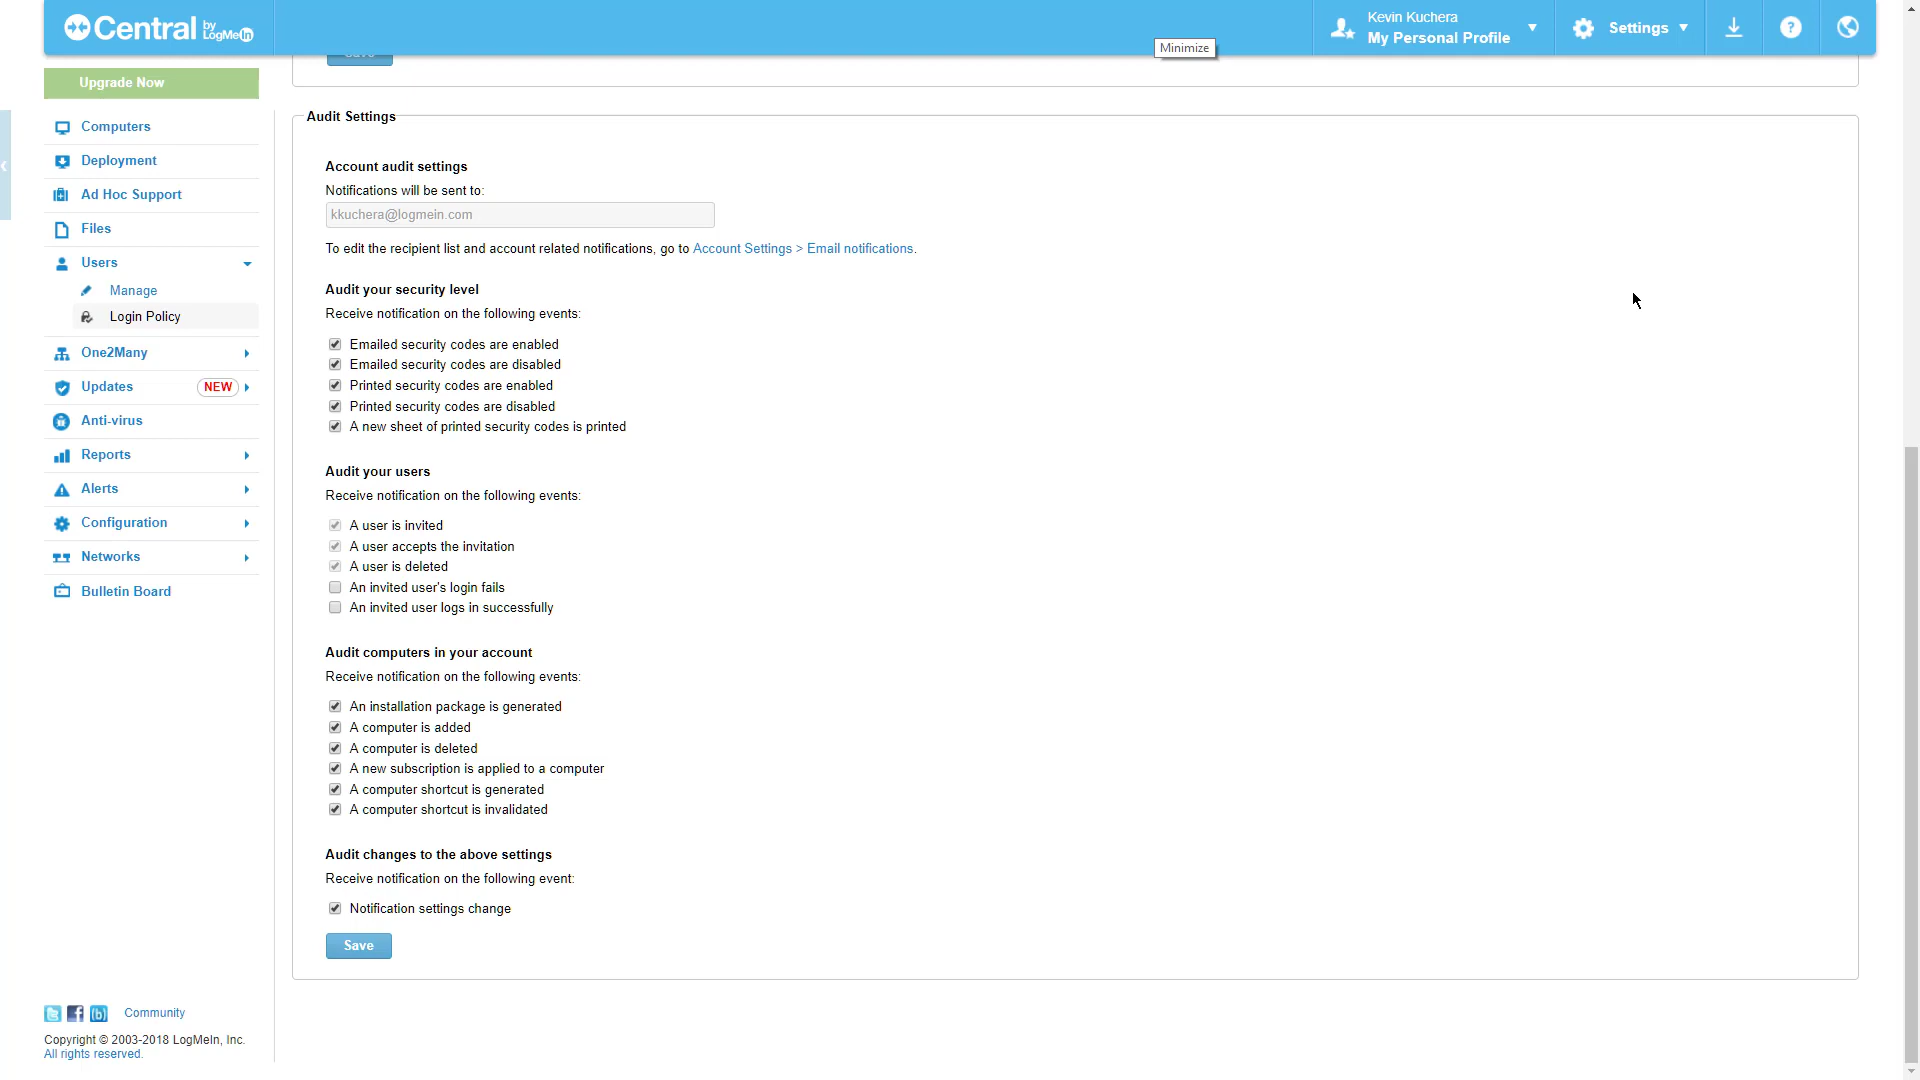 Central by LogMeIn
Minimize
Kevin Kuchera
My Personal Profile
Settings
Save
Upgrade Now
Computers
Deployment
Ad Hoc Support
Files
Users
Manage
Login Policy
One2Many
Updates NEW
Anti-virus
Reports
Alerts
Configuration
Networks
Bulletin Board
Audit Settings
Account audit settings
Notifications will be sent to:
kkuchera@logmein.com
To edit the recipient list and account related notifications, go to Account Settings > Email notifications.
Audit your security level
Receive notification on the following events:
Emailed security codes are enabled
Emailed security codes are disabled
Printed security codes are enabled
Printed security codes are disabled
A new sheet of printed security codes is printed
Audit your users
Receive notification on the following events:
A user is invited
A user accepts the invitation
A user is deleted
An invited user's login fails
An invited user logs in successfully
Audit computers in your account
Receive notification on the following events:
An installation package is generated
A computer is added
A computer is deleted
A new subscription is applied to a computer
A computer shortcut is generated
A computer shortcut is invalidated
Audit changes to the above settings
Receive notification on the following event:
Notification settings change
Save
Community
Copyright © 2003-2018 LogMeIn, Inc.
All rights reserved.